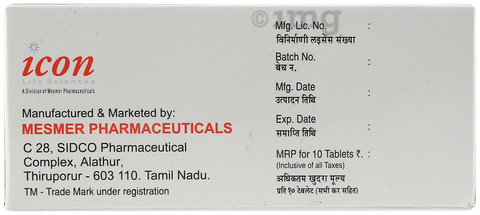 1mg
icon
Life Sciences
A Division of Mesmer Pharmaceuticals
Manufactured & Marketed by:
MESMER PHARMACEUTICALS
C 28, SIDCO Pharmaceutical
Complex, Alathur,
Thiruporur - 603 110. Tamil Nadu.
TM - Trade Mark under registration
Mfg. Lic. No. :
विनिर्माणी लइसेंस संख्या
Batch No. :
बेच न.
Mfg. Date :
उत्पादन तिथि
Exp. Date :
समाप्ति तिथि
MRP for 10 Tablets ₹. :
(Inclusive of all Taxes)
अधिकतम खुदरा मूल्य
प्रति १० टेबलेट (सभी कर सहित)